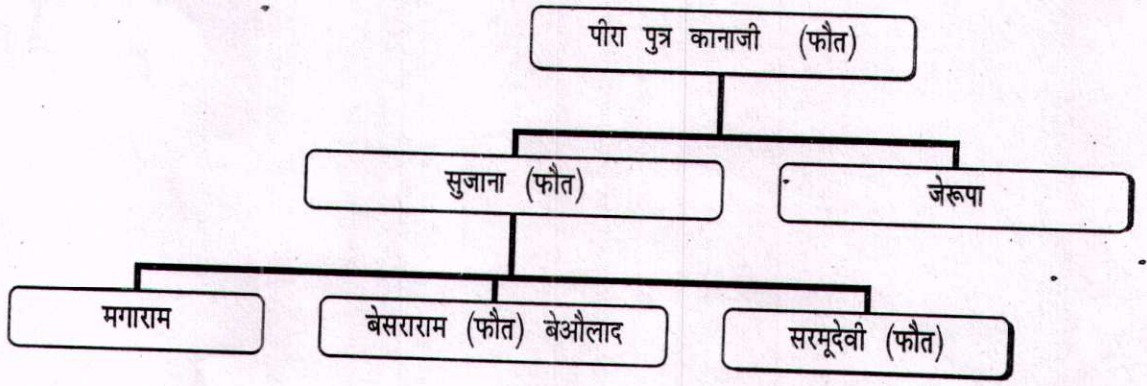 पीरा पुत्र कानाजी (फौत)
सुजाना (फौत)
जेरूपा
मगाराम
बेसराराम (फौत) बेऔलाद
सरमूदेवी (फौत)